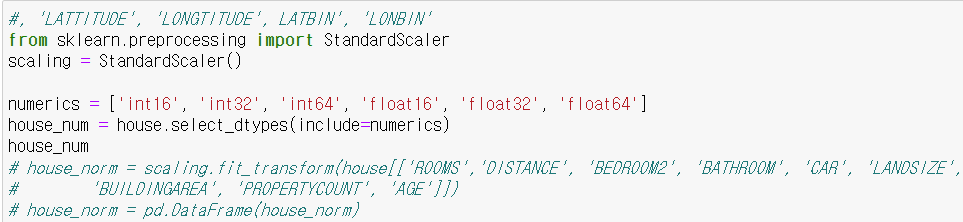 #, 'LATTITUDE', 'LONGTITUDE', LATBIN', 'LONBIN'
from sklearn.preprocessing import StandardScaler
scaling = StandardScaler()
numerics = ['int16', 'int32', 'int64', 'float16', 'float32', 'float64']
house_num = house.select_dtypes(include=numerics)
house_num
# house_norm = scaling.fit_transform(house[['ROOMS','DISTANCE', 'BEDROOM2', 'BATHROOM', 'CAR', 'LANDSIZE',
#        'BUILDINGAREA', 'PROPERTYCOUNT', 'AGE']])
# house_norm = pd.DataFrame(house_norm)